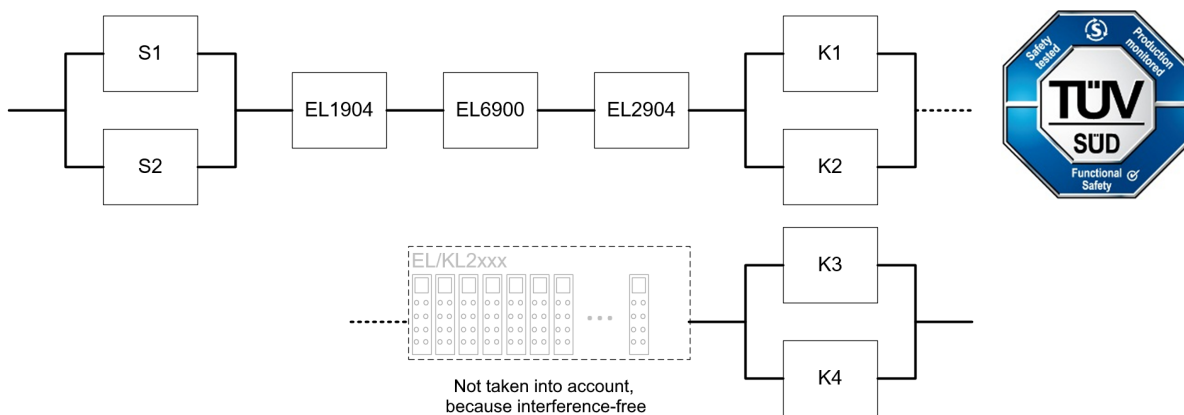 S1
S2
EL1904
EL6900
EL2904
K1
K2
Safety
tested
S
Production
monitored
TÜV
SÜD
Functional
Safety
EL/KL2xxx
K3
K4
Not taken into account,
because interference-free